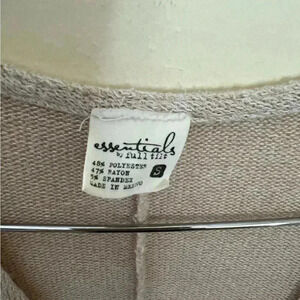 essentials
by full tilt
48% POLYESTER
47% RAYON
5% SPANDEX
MADE IN MEXICO
S